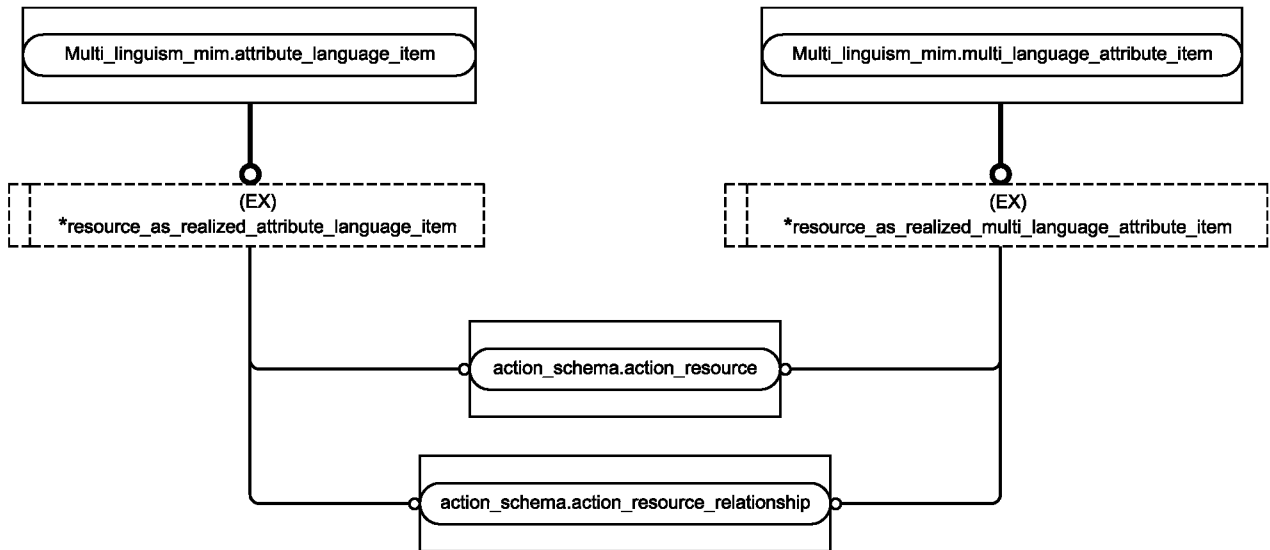 Multi_linguism_mim.attribute_language_item
Multi_linguism_mim.multi_language_attribute_item
(EX)
*resource_as_realized_attribute_language_item
(EX)
*resource_as_realized_multi_language_attribute_item
action_schema.action_resource
action_schema.action_resource_relationship